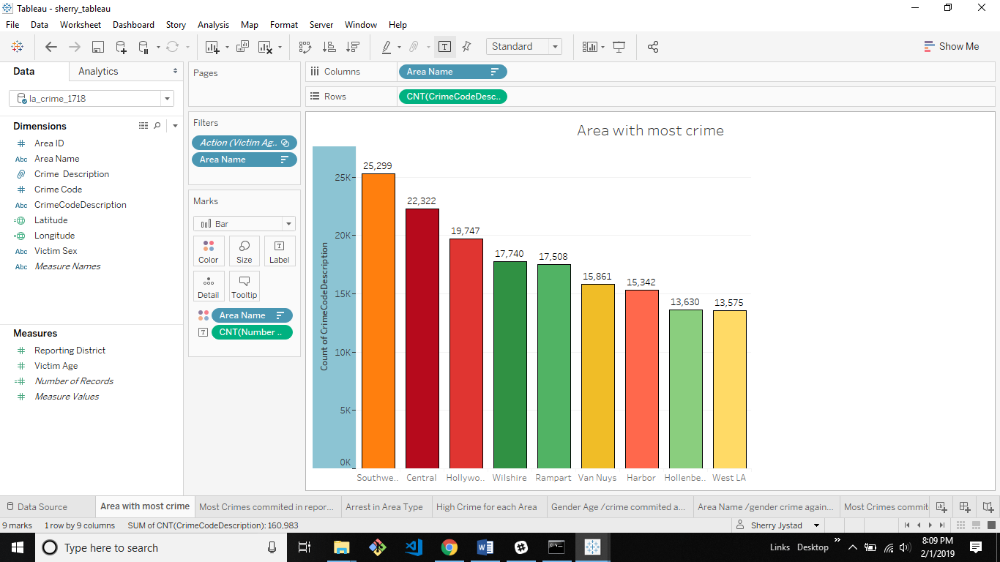 Tableau - sherry_tableau
File Data Worksheet Dashboard Story Analysis Map Format Server Window Help
Standard
Show Me
Data Analytics
la_crime_1718
Dimensions
Area ID
Abc Area Name
Crime Description
Crime Code
Abc CrimeCodeDescription
Latitude
Longitude
Abc Victim Sex
Abc Measure Names
Measures
Reporting District
Victim Age
Number of Records
Measure Values
Pages
Filters
Action (Victim Ag..
Area Name
Marks
Bar
Color Size Label
Detail Tooltip
Area Name
CNT(Number ..
Columns Area Name
Rows CNT(CrimeCodeDesc..
Area with most crime
Count of CrimeCodeDescription
25K
20K
15K
10K
5K
0K
25,299
22,322
19,747
17,740
17,508
15,861
15,342
13,630
13,575
Southwe.. Central Hollywo.. Wilshire Rampart Van Nuys Harbor Hollenbe.. West LA
Data Source Area with most crime Most Crimes commited in repor... Arrest in Area Type High Crime for each Area Gender Age /crime commited a... Area Name /gender crime again... Most Crimes commit
9 marks 1 row by 9 columns SUM of CNT(CrimeCodeDescription): 160,983 Sherry Jystad
Type here to search
Links Desktop
8:09 PM
2/1/2019